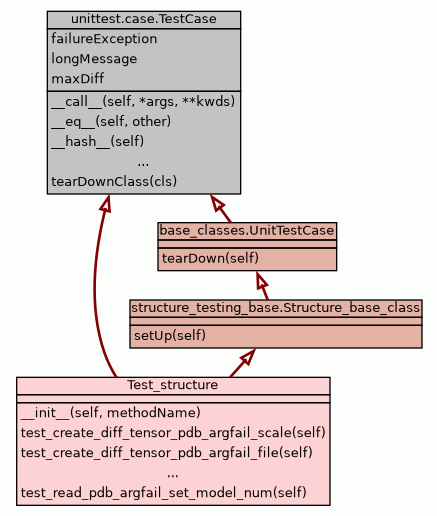 unittest.case.TestCase
failureException
longMessage
maxDiff
__call__(self, *args, **kwds)
__eq__(self, other)
__hash__(self)
...
tearDownClass(cls)
base_classes.UnitTestCase
tearDown(self)
structure_testing_base.Structure_base_class
setUp(self)
Test_structure
__init__(self, methodName)
test_create_diff_tensor_pdb_argfail_scale(self)
test_create_diff_tensor_pdb_argfail_file(self)
...
test_read_pdb_argfail_set_model_num(self)